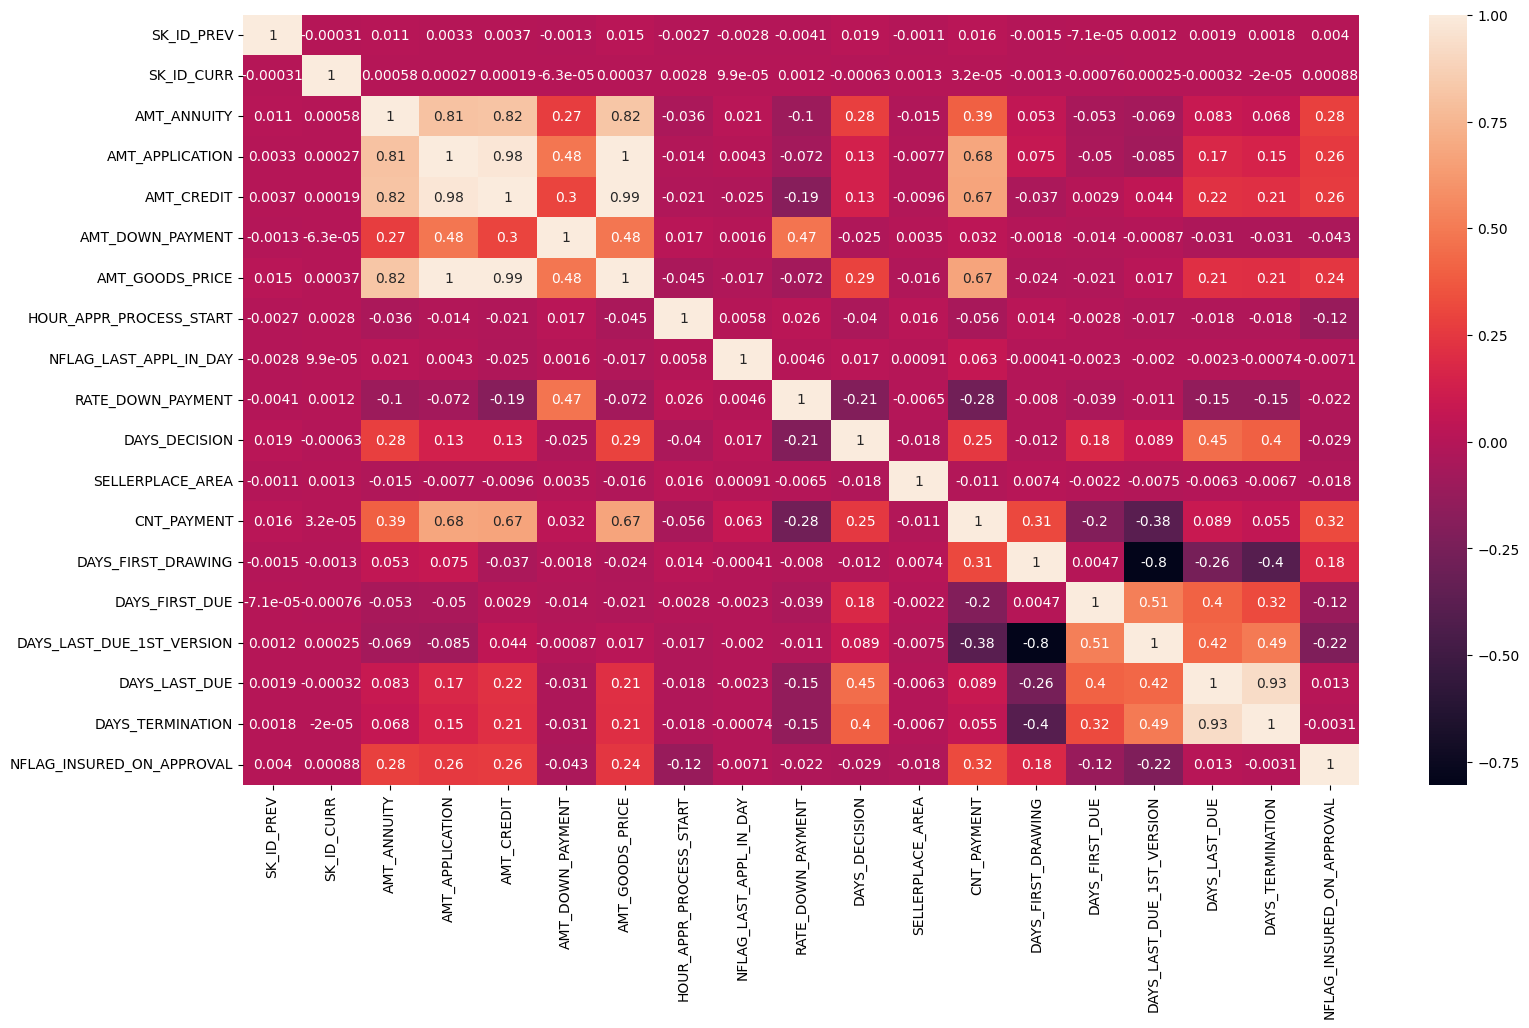 SK_ID_PREV 1 -0.00031 0.011 0.0033 0.0037 -0.0013 0.015 -0.0027 -0.0028 -0.0041 0.019 -0.0011 0.016 -0.0015 -7.1e-05 0.0012 0.0019 0.0018 0.004
SK_ID_CURR -0.00031 1 0.00058 0.00027 0.00019 -6.3e-05 0.00037 0.0028 9.9e-05 0.0012 -0.00063 0.0013 3.2e-05 -0.0013 -0.00076 0.00025 -0.00032 -2e-05 0.00088
AMT_ANNUITY 0.011 0.00058 1 0.81 0.82 0.27 0.82 -0.036 0.021 -0.1 0.28 -0.015 0.39 0.053 -0.053 -0.069 0.083 0.068 0.28
AMT_APPLICATION 0.0033 0.00027 0.81 1 0.98 0.48 1 -0.014 0.0043 -0.072 0.13 -0.0077 0.68 0.075 -0.05 -0.085 0.17 0.15 0.26
AMT_CREDIT 0.0037 0.00019 0.82 0.98 1 0.3 0.99 -0.021 -0.025 -0.19 0.13 -0.0096 0.67 -0.037 0.0029 0.044 0.22 0.21 0.26
AMT_DOWN_PAYMENT -0.0013 -6.3e-05 0.27 0.48 0.3 1 0.48 0.017 0.0016 0.47 -0.025 0.0035 0.032 -0.0018 -0.014 -0.00087 -0.031 -0.031 -0.043
AMT_GOODS_PRICE 0.015 0.00037 0.82 1 0.99 0.48 1 -0.045 -0.017 -0.072 0.29 -0.016 0.67 -0.024 -0.021 0.017 0.21 0.21 0.24
HOUR_APPR_PROCESS_START -0.0027 0.0028 -0.036 -0.014 -0.021 0.017 -0.045 1 0.0058 0.026 -0.04 0.016 -0.056 0.014 -0.0028 -0.017 -0.018 -0.018 -0.12
NFLAG_LAST_APPL_IN_DAY -0.0028 9.9e-05 0.021 0.0043 -0.025 0.0016 -0.017 0.0058 1 0.0046 0.017 0.00091 0.063 -0.00041 -0.0023 -0.002 -0.0023 -0.00074 -0.0071
RATE_DOWN_PAYMENT -0.0041 0.0012 -0.1 -0.072 -0.19 0.47 -0.072 0.026 0.0046 1 -0.21 -0.0065 -0.28 -0.008 -0.039 -0.011 -0.15 -0.15 -0.022
DAYS_DECISION 0.019 -0.00063 0.28 0.13 0.13 -0.025 0.29 -0.04 0.017 -0.21 1 -0.018 0.25 -0.012 0.18 0.089 0.45 0.4 -0.029
SELLERPLACE_AREA -0.0011 0.0013 -0.015 -0.0077 -0.0096 0.0035 -0.016 0.016 0.00091 -0.0065 -0.018 1 -0.011 0.0074 -0.0022 -0.0075 -0.0063 -0.0067 -0.018
CNT_PAYMENT 0.016 3.2e-05 0.39 0.68 0.67 0.032 0.67 -0.056 0.063 -0.28 0.25 -0.011 1 0.31 -0.2 -0.38 0.089 0.055 0.32
DAYS_FIRST_DRAWING -0.0015 -0.0013 0.053 0.075 -0.037 -0.0018 -0.024 0.014 -0.00041 -0.008 -0.012 0.0074 0.31 1 0.0047 -0.8 -0.26 -0.4 0.18
DAYS_FIRST_DUE -7.1e-05 -0.00076 -0.053 -0.05 0.0029 -0.014 -0.021 -0.0028 -0.0023 -0.039 0.18 -0.0022 -0.2 0.0047 1 0.51 0.4 0.32 -0.12
DAYS_LAST_DUE_1ST_VERSION 0.0012 0.00025 -0.069 -0.085 0.044 -0.00087 0.017 -0.017 -0.002 -0.011 0.089 -0.0075 -0.38 -0.8 0.51 1 0.42 0.49 -0.22
DAYS_LAST_DUE 0.0019 -0.00032 0.083 0.17 0.22 -0.031 0.21 -0.018 -0.0023 -0.15 0.45 -0.0063 0.089 -0.26 0.4 0.42 1 0.93 0.013
DAYS_TERMINATION 0.0018 -2e-05 0.068 0.15 0.21 -0.031 0.21 -0.018 -0.00074 -0.15 0.4 -0.0067 0.055 -0.4 0.32 0.49 0.93 1 -0.0031
NFLAG_INSURED_ON_APPROVAL 0.004 0.00088 0.28 0.26 0.26 -0.043 0.24 -0.12 -0.0071 -0.022 -0.029 -0.018 0.32 0.18 -0.12 -0.22 0.013 -0.0031 1
SK_ID_PREV
SK_ID_CURR
AMT_ANNUITY
AMT_APPLICATION
AMT_CREDIT
AMT_DOWN_PAYMENT
AMT_GOODS_PRICE
HOUR_APPR_PROCESS_START
NFLAG_LAST_APPL_IN_DAY
RATE_DOWN_PAYMENT
DAYS_DECISION
SELLERPLACE_AREA
CNT_PAYMENT
DAYS_FIRST_DRAWING
DAYS_FIRST_DUE
DAYS_LAST_DUE_1ST_VERSION
DAYS_LAST_DUE
DAYS_TERMINATION
NFLAG_INSURED_ON_APPROVAL
1.00
0.75
0.50
0.25
0.00
−0.25
−0.50
−0.75